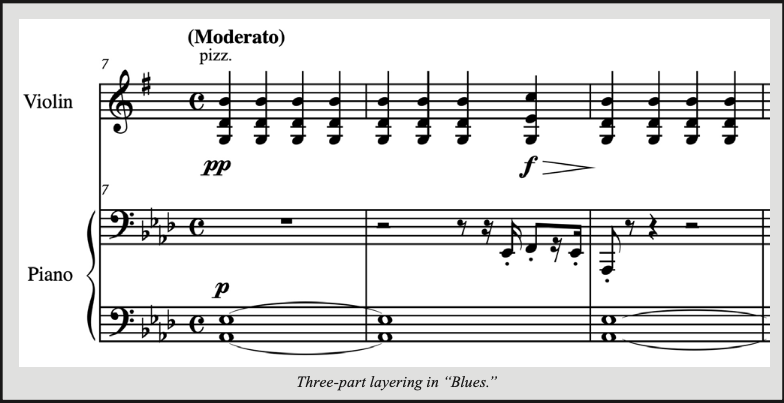 (Moderato)
pizz.
7
Violin
pp
f
7
Piano
p
Three-part layering in “Blues.”